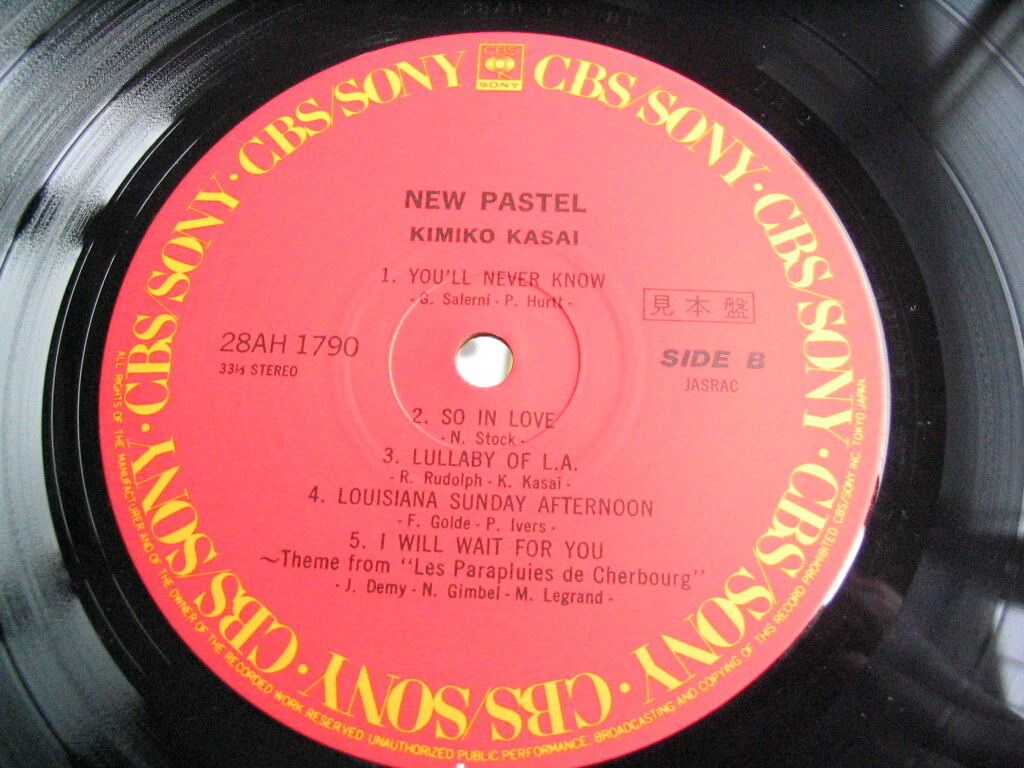 CBS
SONY
CBS/SONY · CBS/SONY · CBS/SONY · CBS/SONY · CBS/SONY · CBS/SONY · CBS/SONY · CBS/SONY · CBS/SONY
NEW PASTEL
KIMIKO KASAI
1. YOU'LL NEVER KNOW
- G. Salerni - P. Hurtt -
見本盤
28AH 1790
33⅓ STEREO
SIDE B
JASRAC
2. SO IN LOVE
- N. Stock -
3. LULLABY OF L.A.
- R. Rudolph - K. Kasai -
4. LOUISIANA SUNDAY AFTERNOON
- F. Golde - P. Ivers -
5. I WILL WAIT FOR YOU
~Theme from "Les Parapluies de Cherbourg"
- J. Demy - N. Gimbel - M. Legrand -
ALL RIGHTS OF THE MANUFACTURER AND OF THE OWNER OF THE RECORDED WORK RESERVED UNAUTHORIZED PUBLIC PERFORMANCE, BROADCASTING AND COPYING OF THIS RECORD PROHIBITED CBS/SONY INC. TOKYO JAPAN